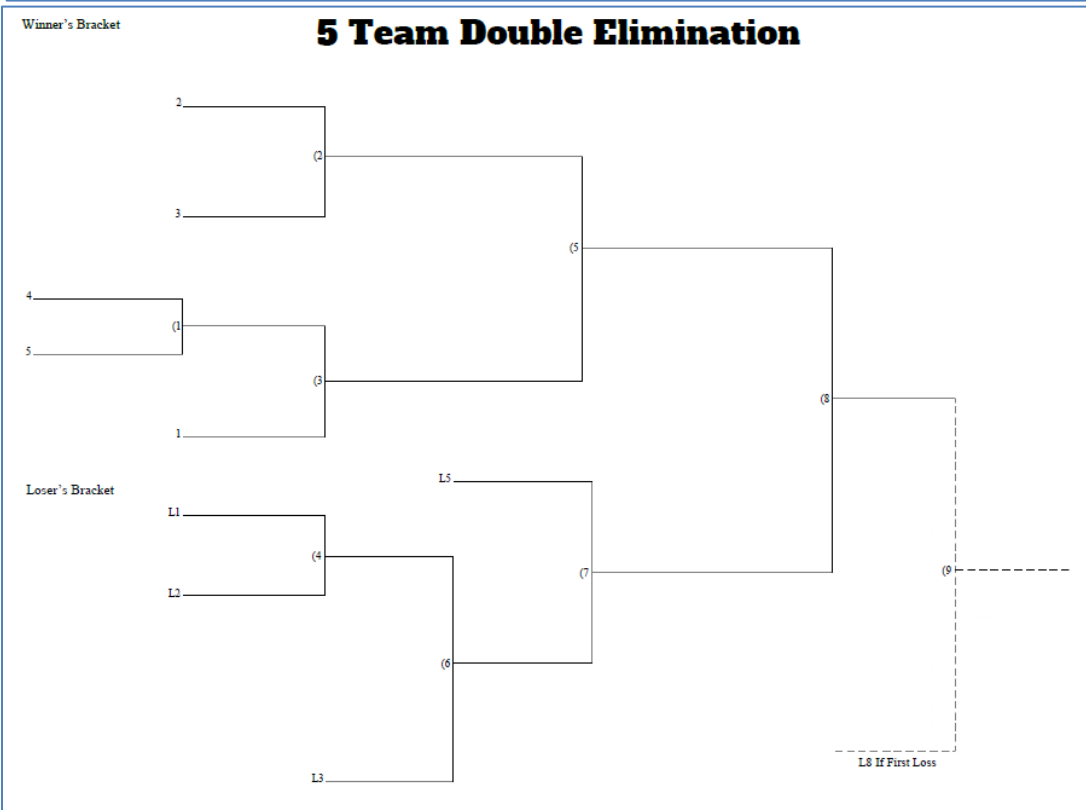 Winner's Bracket
5 Team Double Elimination
2
(2
3
(5
4
(1
5
(3
1
(8
Loser's Bracket
L5
L1
(4
L2
(7
(9
(6
L3
L8 If First Loss